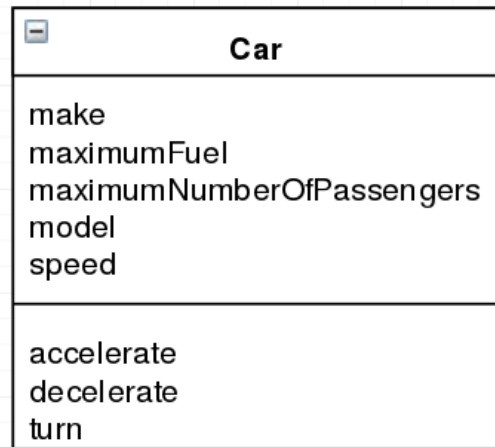 Car
make
maximumFuel
maximumNumberOfPassengers
model
speed
accelerate
decelerate
turn